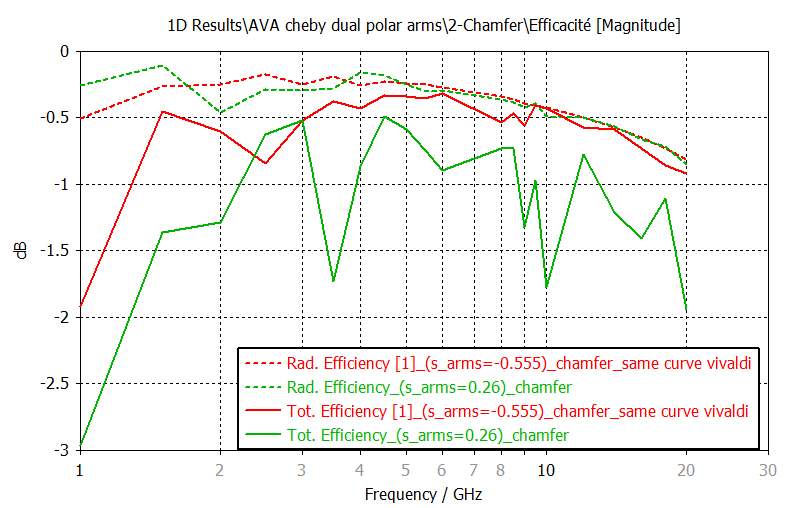 1D Results\AVA cheby dual polar arms\2-Chamfer\Efficacité [Magnitude]
0
-0.5
-1
-1.5
-2
-2.5
-3
dB
Rad. Efficiency [1]_(s_arms=-0.555)_chamfer_same curve vivaldi
Rad. Efficiency_(s_arms=0.26)_chamfer
Tot. Efficiency [1]_(s_arms=-0.555)_chamfer_same curve vivaldi
Tot. Efficiency_(s_arms=0.26)_chamfer
1 2 3 4 5 6 7 8 10 20 30
Frequency / GHz